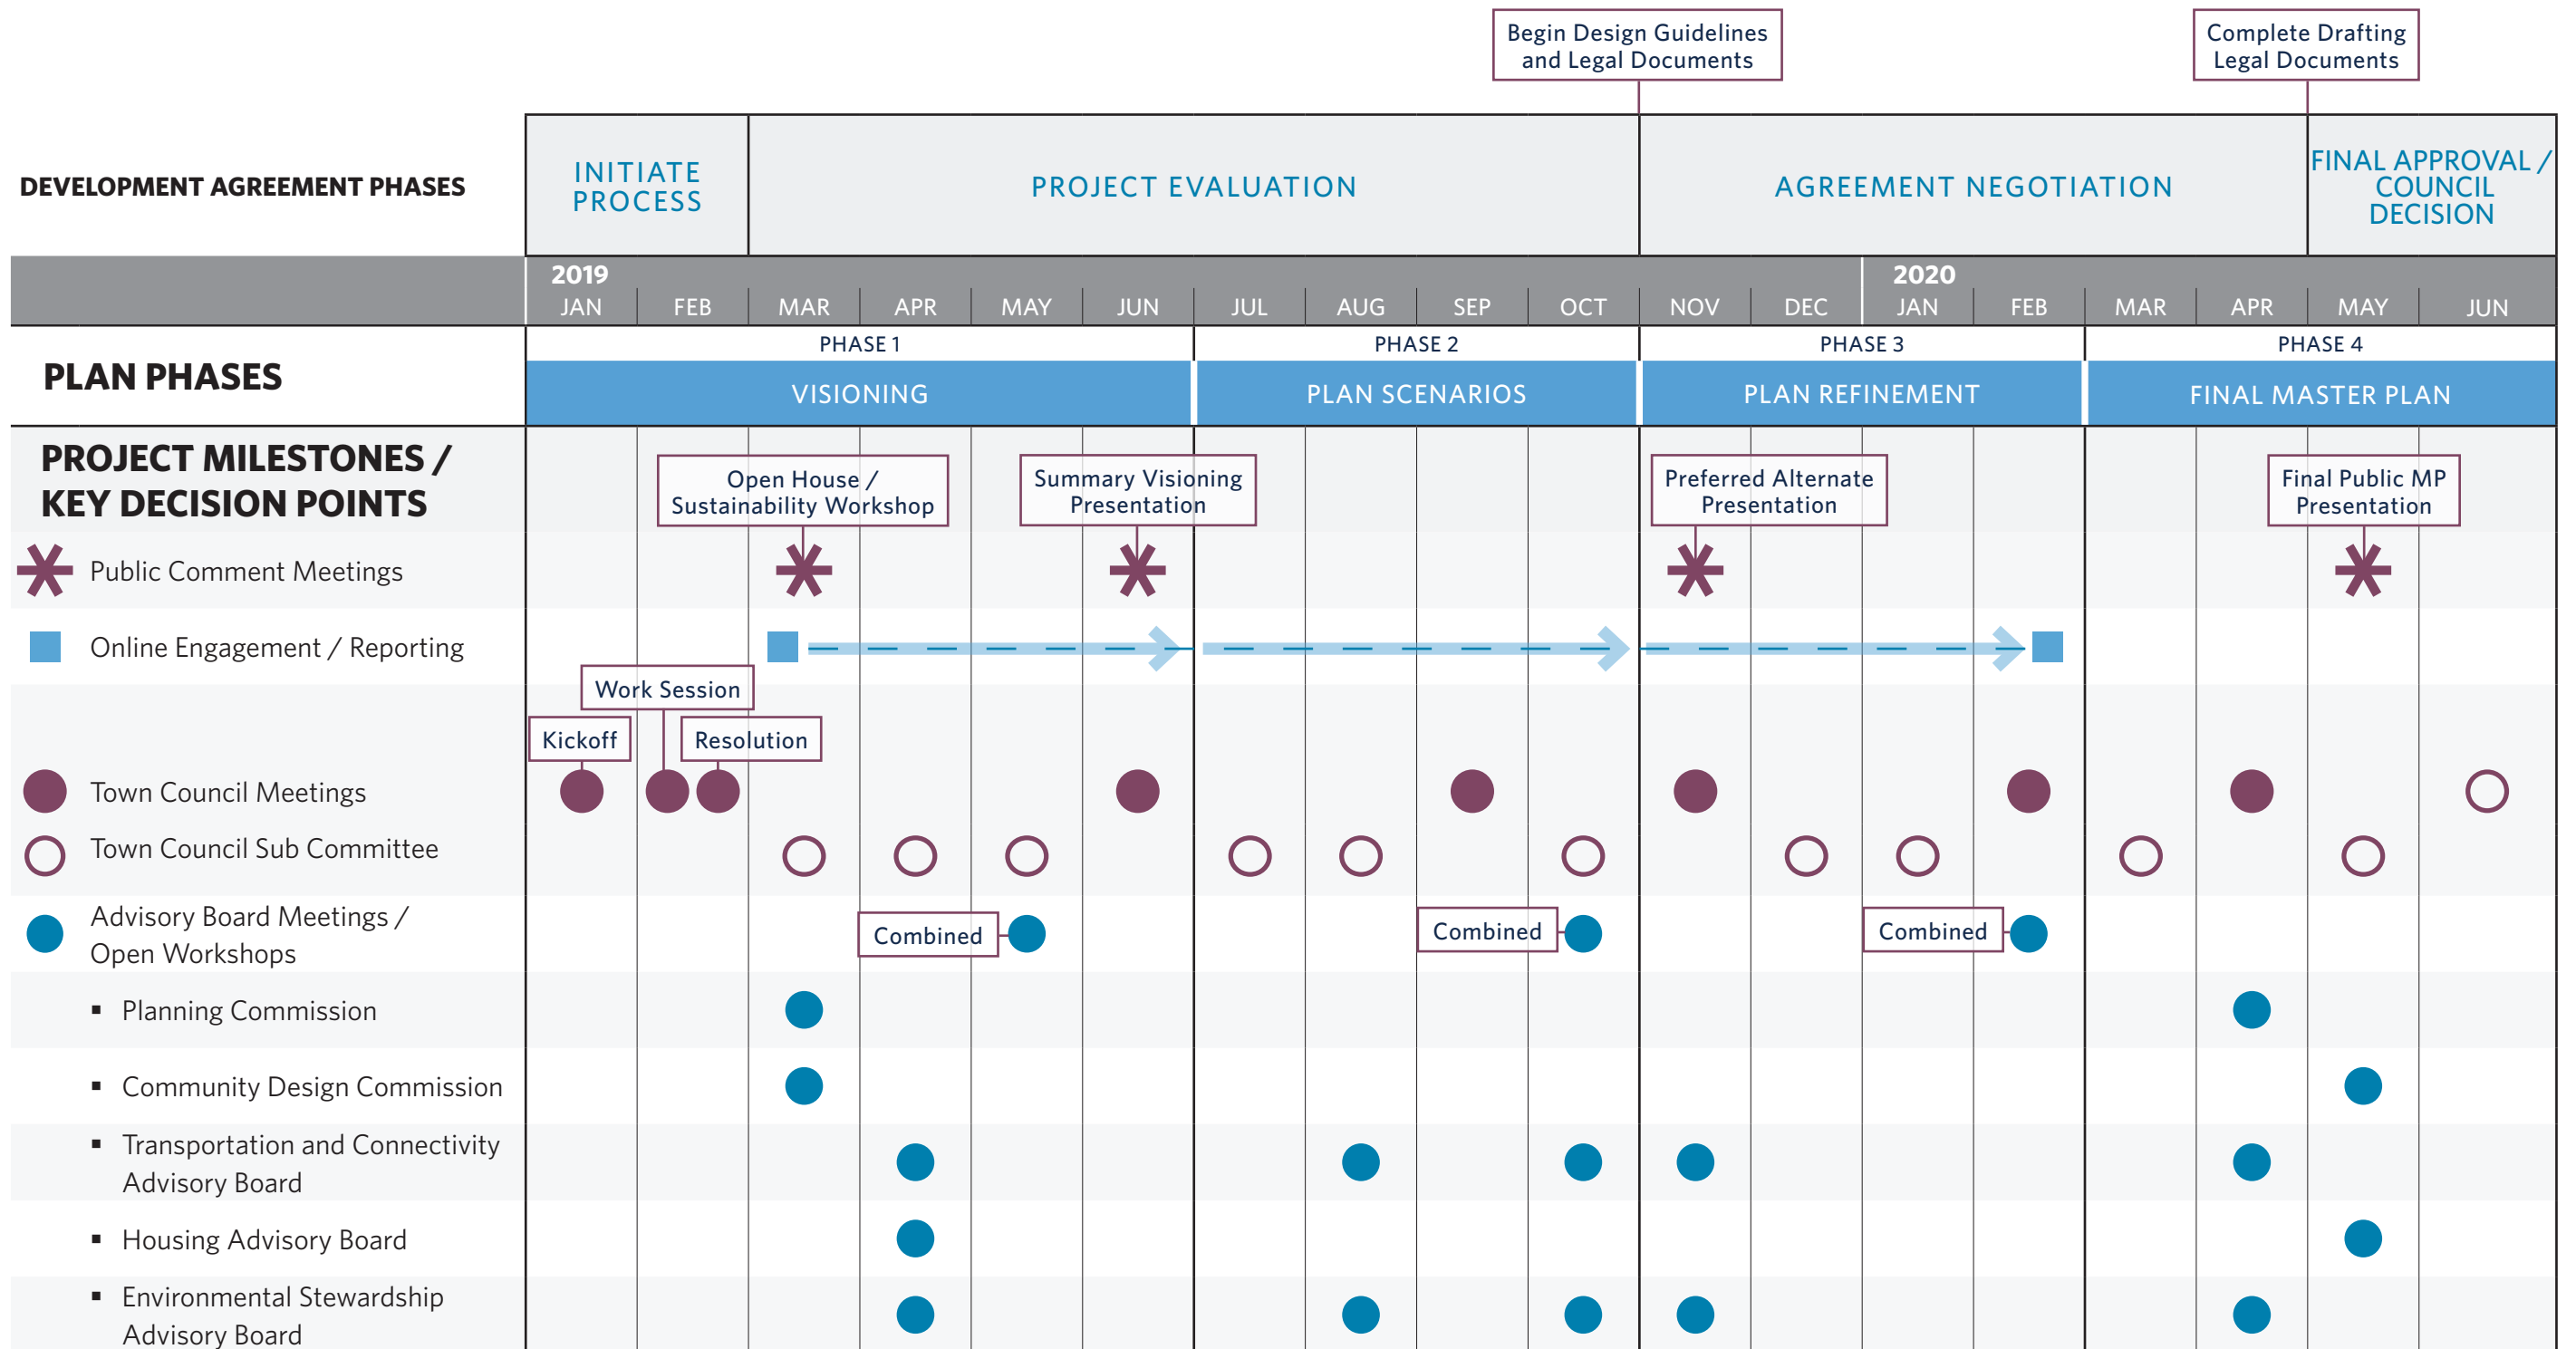 Begin Design Guidelines
and Legal Documents
Complete Drafting
Legal Documents
DEVELOPMENT AGREEMENT PHASES
INITIATE
PROCESS
PROJECT EVALUATION
AGREEMENT NEGOTIATION
FINAL APPROVAL /
COUNCIL
DECISION
2019
2020
JAN FEB MAR APR MAY JUN JUL AUG SEP OCT NOV DEC JAN FEB MAR APR MAY JUN
PLAN PHASES
PHASE 1
PHASE 2
PHASE 3
PHASE 4
VISIONING
PLAN SCENARIOS
PLAN REFINEMENT
FINAL MASTER PLAN
PROJECT MILESTONES /
KEY DECISION POINTS
Open House /
Sustainability Workshop
Summary Visioning
Presentation
Preferred Alternate
Presentation
Final Public MP
Presentation
Public Comment Meetings
Online Engagement / Reporting
Work Session
Kickoff
Resolution
Town Council Meetings
Town Council Sub Committee
Advisory Board Meetings /
Open Workshops
Combined
Combined
Combined
▪ Planning Commission
▪ Community Design Commission
▪ Transportation and Connectivity
Advisory Board
▪ Housing Advisory Board
▪ Environmental Stewardship
Advisory Board